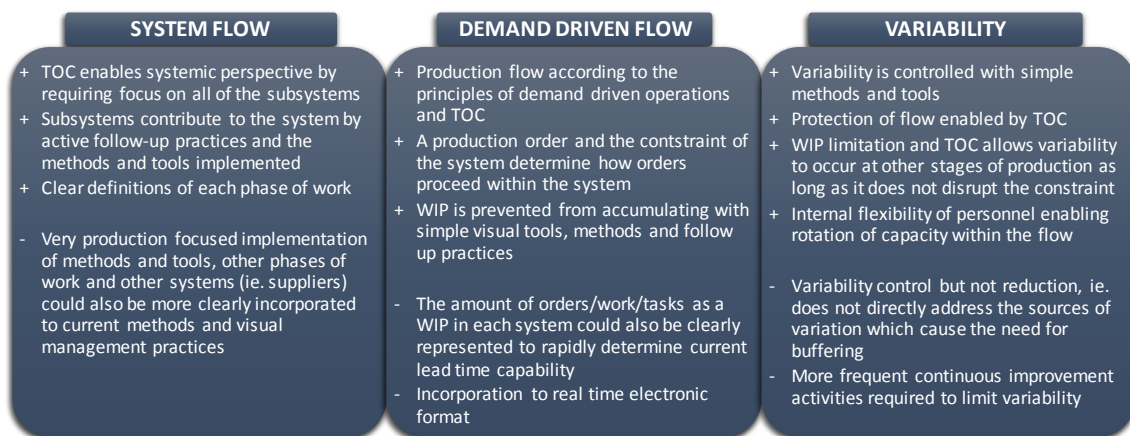 SYSTEM FLOW
+ TOC enables systemic perspective by
requiring focus on all of the subsystems
+ Subsystems contribute to the system by
active follow-up practices and the
methods and tools implemented
+ Clear definitions of each phase of work
- Very production focused implementation
of methods and tools, other phases of
work and other systems (ie. suppliers)
could also be more clearly incorporated
to current methods and visual
management practices
DEMAND DRIVEN FLOW
+ Production flow according to the
principles of demand driven operations
and TOC
+ A production order and the contstraint of
the system determine how orders
proceed within the system
+ WIP is prevented from accumulating with
simple visual tools, methods and follow
up practices
- The amount of orders/work/tasks as a
WIP in each system could also be clearly
represented to rapidly determine current
lead time capability
- Incorporation to real time electronic
format
VARIABILITY
+ Variability is controlled with simple
methods and tools
+ Protection of flow enabled by TOC
+ WIP limitation and TOC allows variability
to occur at other stages of production as
long as it does not disrupt the constraint
+ Internal flexibility of personnel enabling
rotation of capacity within the flow
- Variability control but not reduction, ie.
does not directly address the sources of
variation which cause the need for
buffering
- More frequent continuous improvement
activities required to limit variability